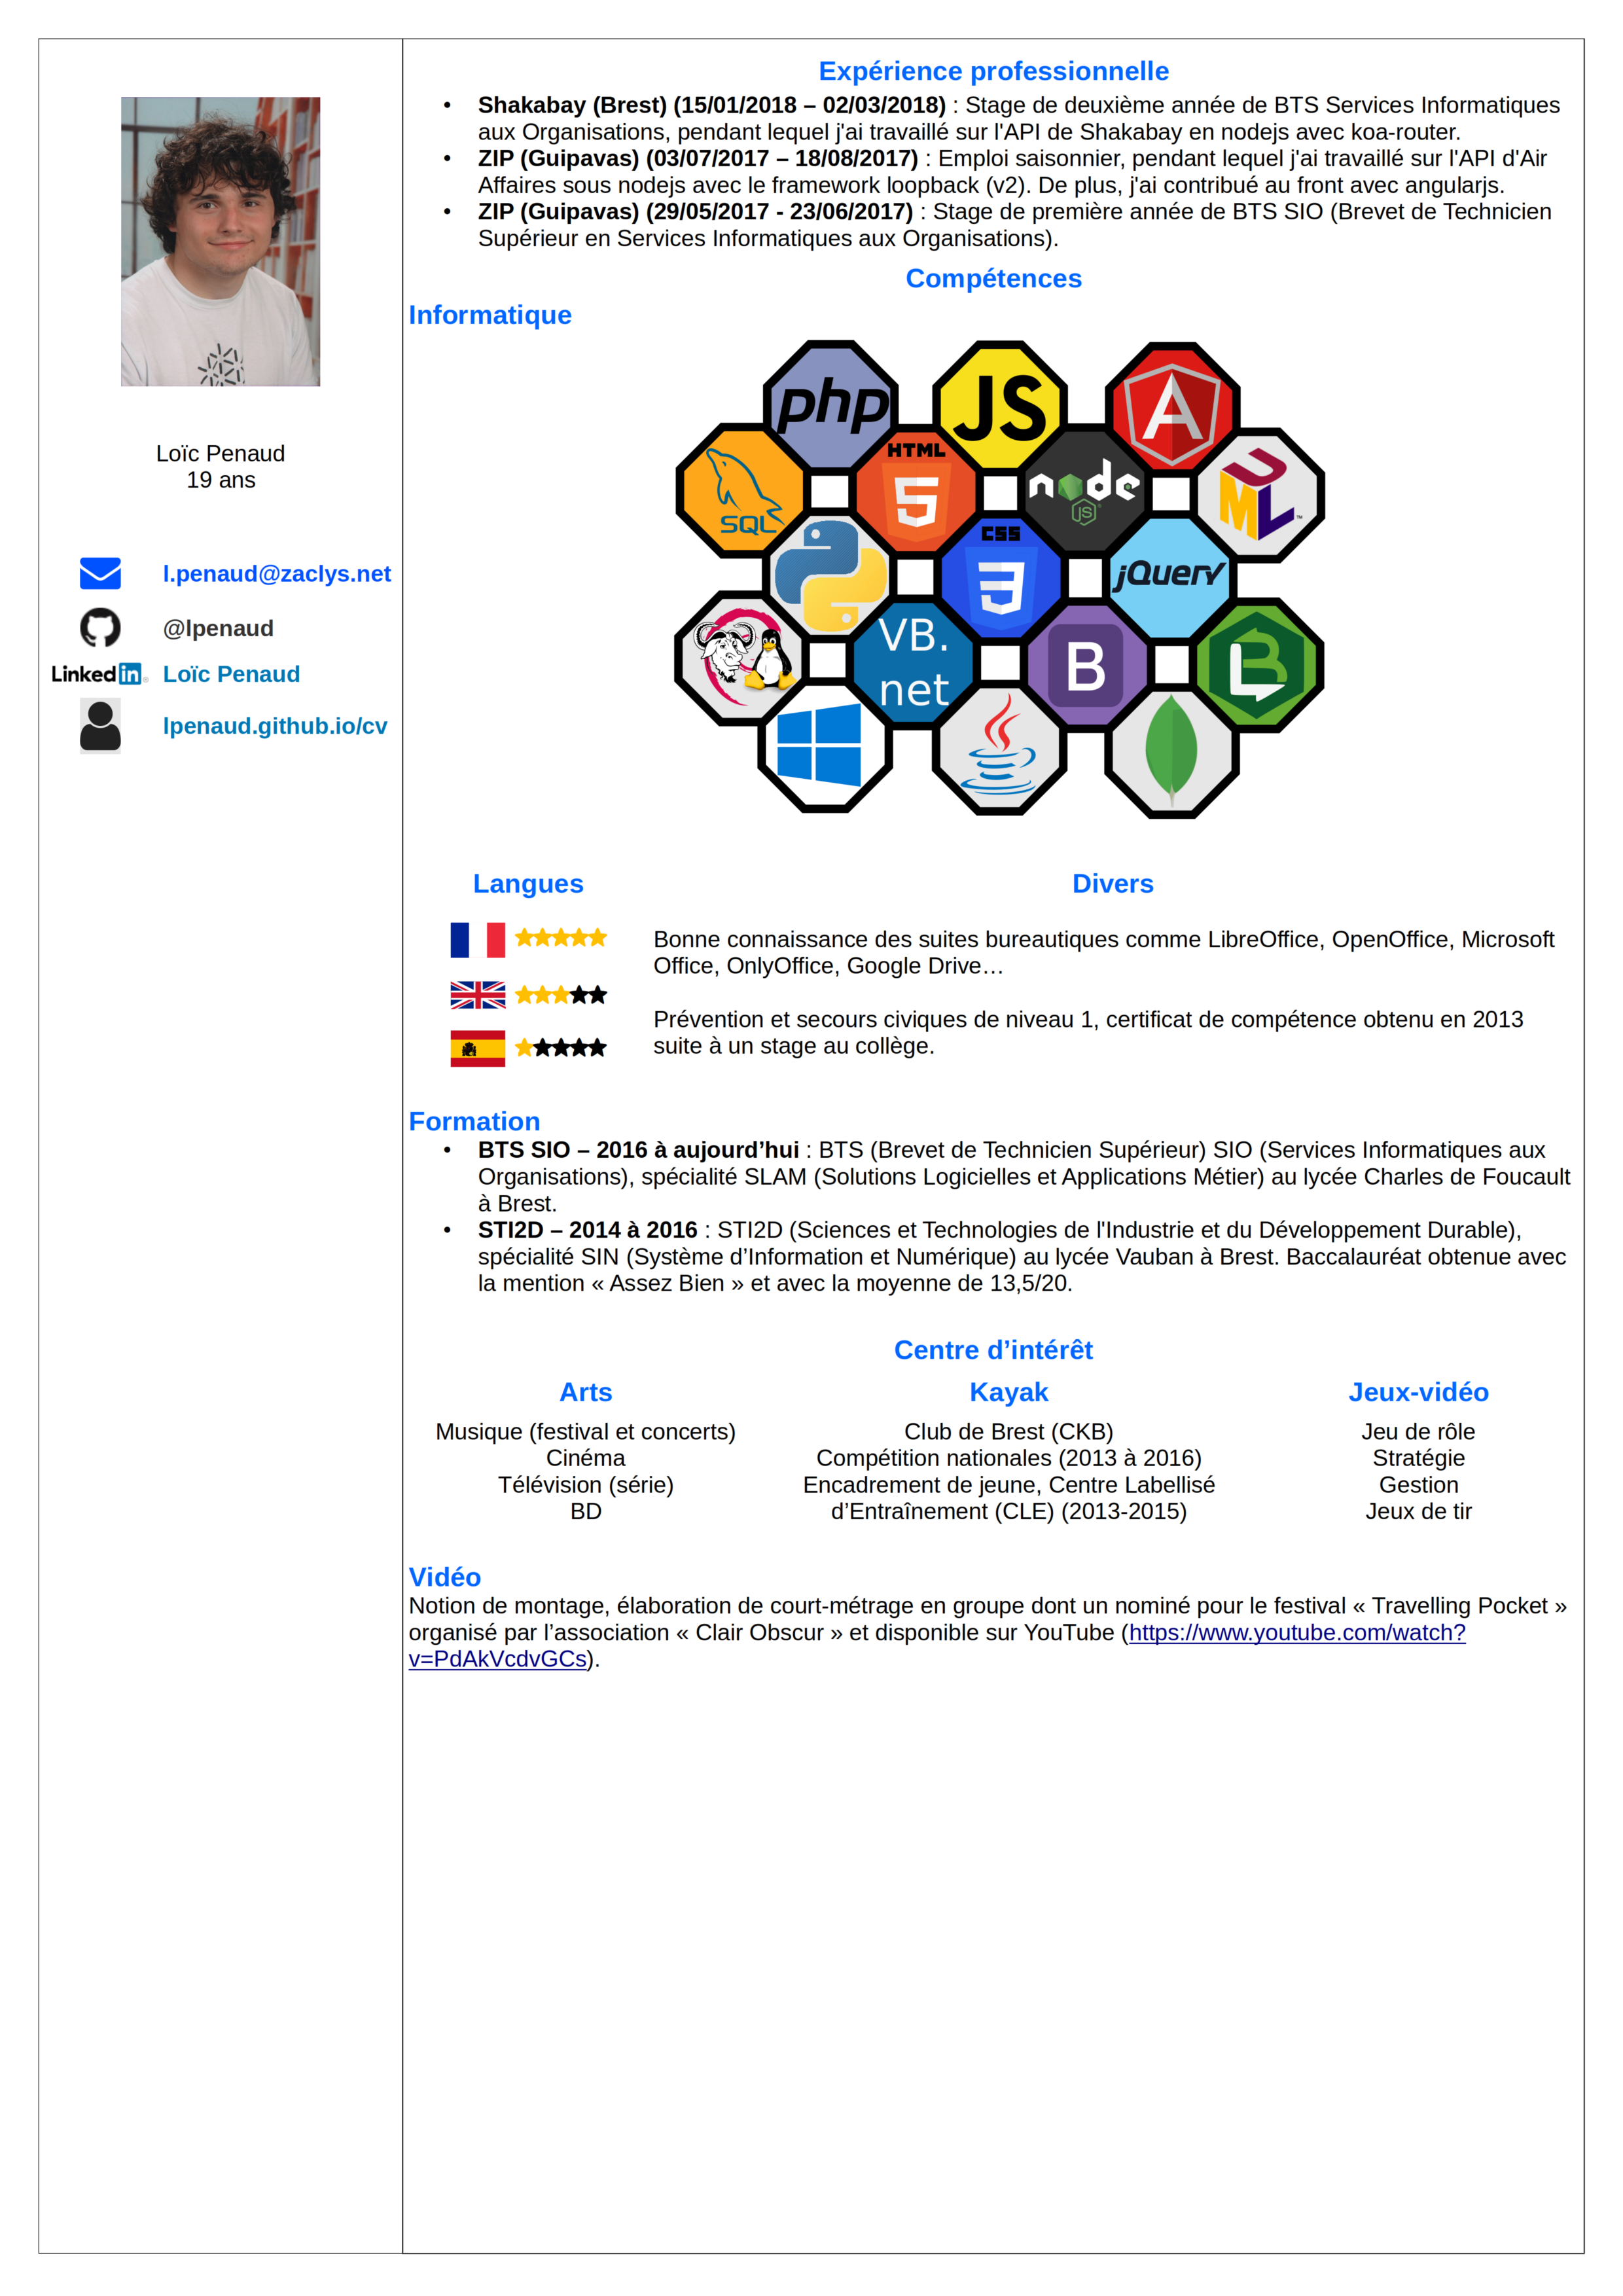 Loïc Penaud
19 ans
l.penaud@zaclys.net
@lpenaud
Linked in Loïc Penaud
lpenaud.github.io/cv
Expérience professionnelle
• Shakabay (Brest) (15/01/2018 – 02/03/2018) : Stage de deuxième année de BTS Services Informatiques
aux Organisations, pendant lequel j'ai travaillé sur l'API de Shakabay en nodejs avec koa-router.
• ZIP (Guipavas) (03/07/2017 – 18/08/2017) : Emploi saisonnier, pendant lequel j'ai travaillé sur l'API d'Air
Affaires sous nodejs avec le framework loopback (v2). De plus, j'ai contribué au front avec angularjs.
• ZIP (Guipavas) (29/05/2017 - 23/06/2017) : Stage de première année de BTS SIO (Brevet de Technicien
Supérieur en Services Informatiques aux Organisations).
Compétences
Informatique
php
JS
A
SQL
HTML
5
node
JS
UML
CSS
3
jQuery
VB.
net
B
LB
Langues
Divers
Bonne connaissance des suites bureautiques comme LibreOffice, OpenOffice, Microsoft
Office, OnlyOffice, Google Drive…
Prévention et secours civiques de niveau 1, certificat de compétence obtenu en 2013
suite à un stage au collège.
Formation
• BTS SIO – 2016 à aujourd’hui : BTS (Brevet de Technicien Supérieur) SIO (Services Informatiques aux
Organisations), spécialité SLAM (Solutions Logicielles et Applications Métier) au lycée Charles de Foucault
à Brest.
• STI2D – 2014 à 2016 : STI2D (Sciences et Technologies de l'Industrie et du Développement Durable),
spécialité SIN (Système d’Information et Numérique) au lycée Vauban à Brest. Baccalauréat obtenue avec
la mention « Assez Bien » et avec la moyenne de 13,5/20.
Centre d’intérêt
Arts
Musique (festival et concerts)
Cinéma
Télévision (série)
BD
Kayak
Club de Brest (CKB)
Compétition nationales (2013 à 2016)
Encadrement de jeune, Centre Labellisé
d’Entraînement (CLE) (2013-2015)
Jeux-vidéo
Jeu de rôle
Stratégie
Gestion
Jeux de tir
Vidéo
Notion de montage, élaboration de court-métrage en groupe dont un nominé pour le festival « Travelling Pocket »
organisé par l’association « Clair Obscur » et disponible sur YouTube (https://www.youtube.com/watch?
v=PdAkVcdvGCs).